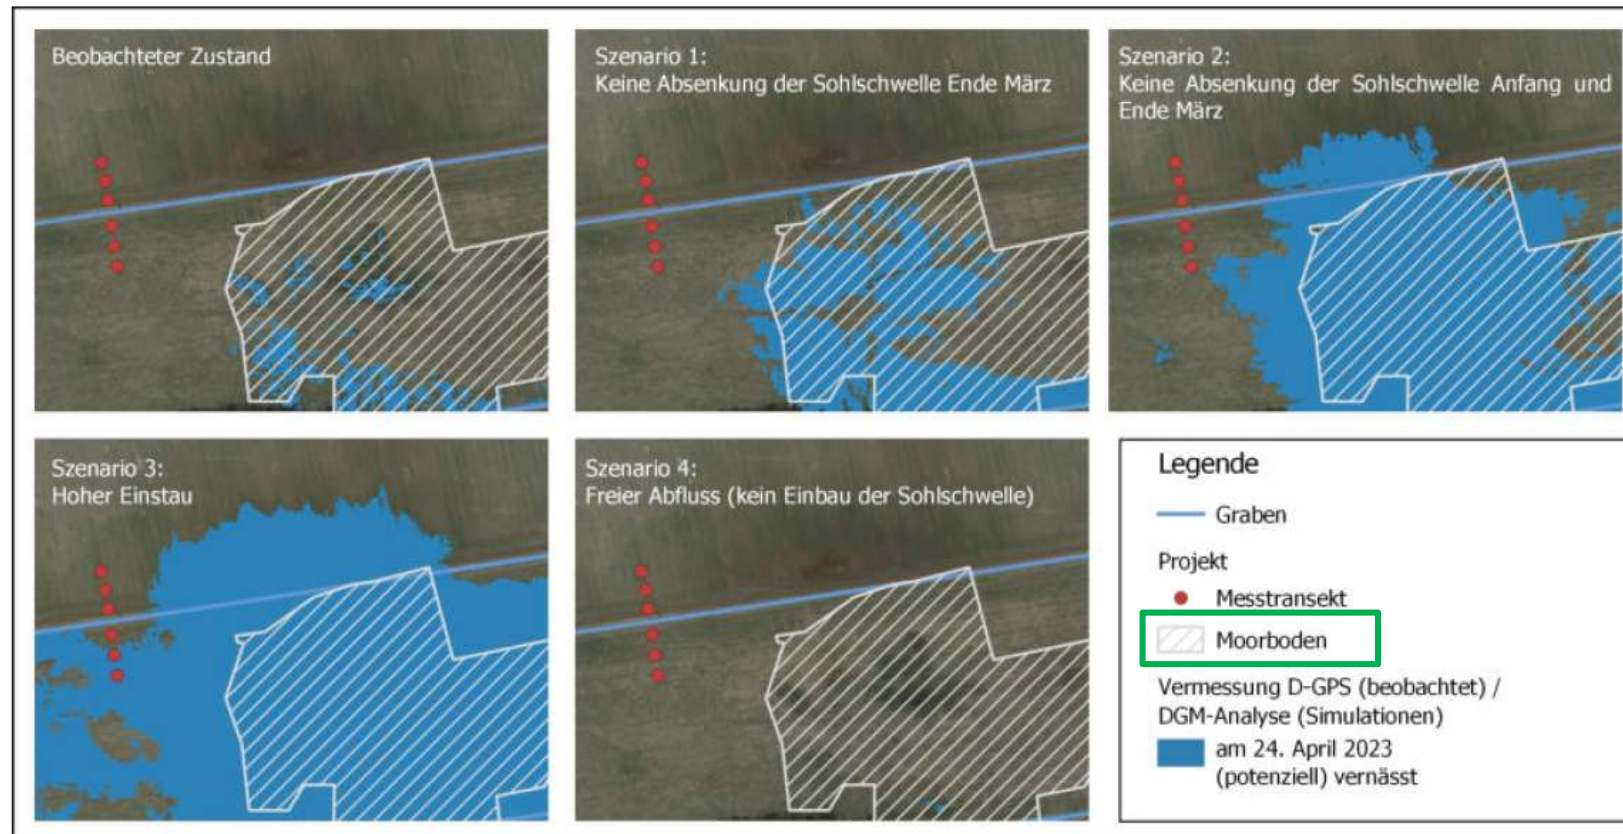 Beobachteter Zustand
Szenario 1:
Keine Absenkung der Sohlschwelle Ende März
Szenario 2:
Keine Absenkung der Sohlschwelle Anfang und
Ende März
Szenario 3:
Hoher Einstau
Szenario 4:
Freier Abfluss (kein Einbau der Sohlschwelle)
Legende
Graben
Projekt
Messtransekt
Moorboden
Vermessung D-GPS (beobachtet) /
DGM-Analyse (Simulationen)
am 24. April 2023
(potenziell) vernässt